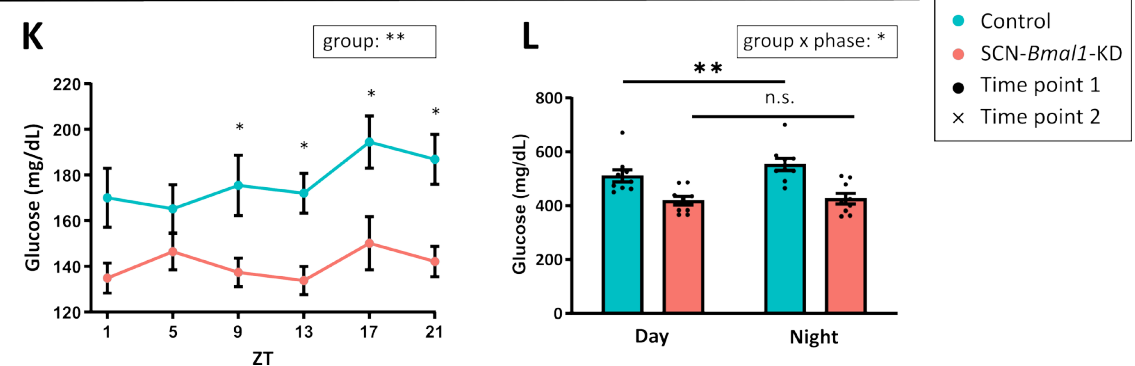 K
group: **
Glucose (mg/dL)
220
200
180
160
140
120
*
*
*
*
1 5 9 13 17 21
ZT
L
group x phase: *
**
n.s.
Glucose (mg/dL)
800
600
400
200
0
Day Night
Control
SCN-Bmal1-KD
Time point 1
Time point 2